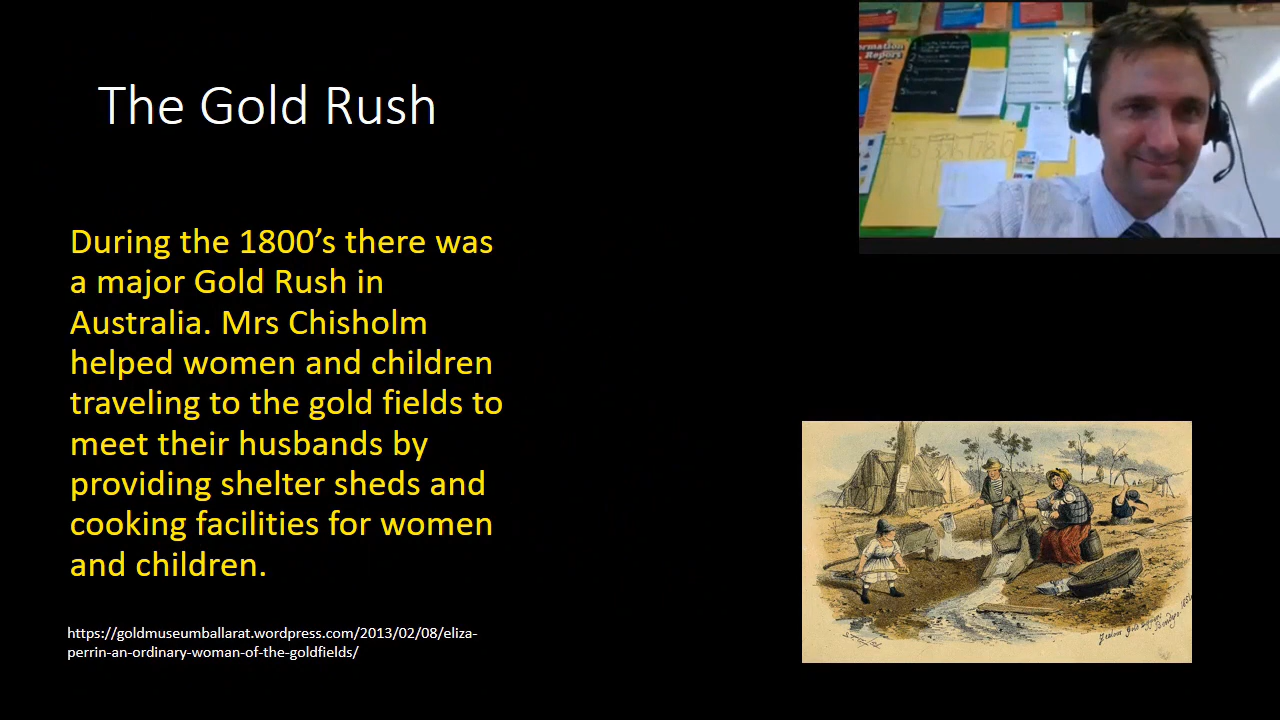 The Gold Rush
During the 1800's there was
a major Gold Rush in
Australia. Mrs Chisholm
helped women and children
traveling to the gold fields to
meet their husbands by
providing shelter sheds and
cooking facilities for women
and children.
https://goldmuseumballarat.wordpress.com/2013/02/08/eliza-
perrin-an-ordinary-woman-of-the-goldfields/